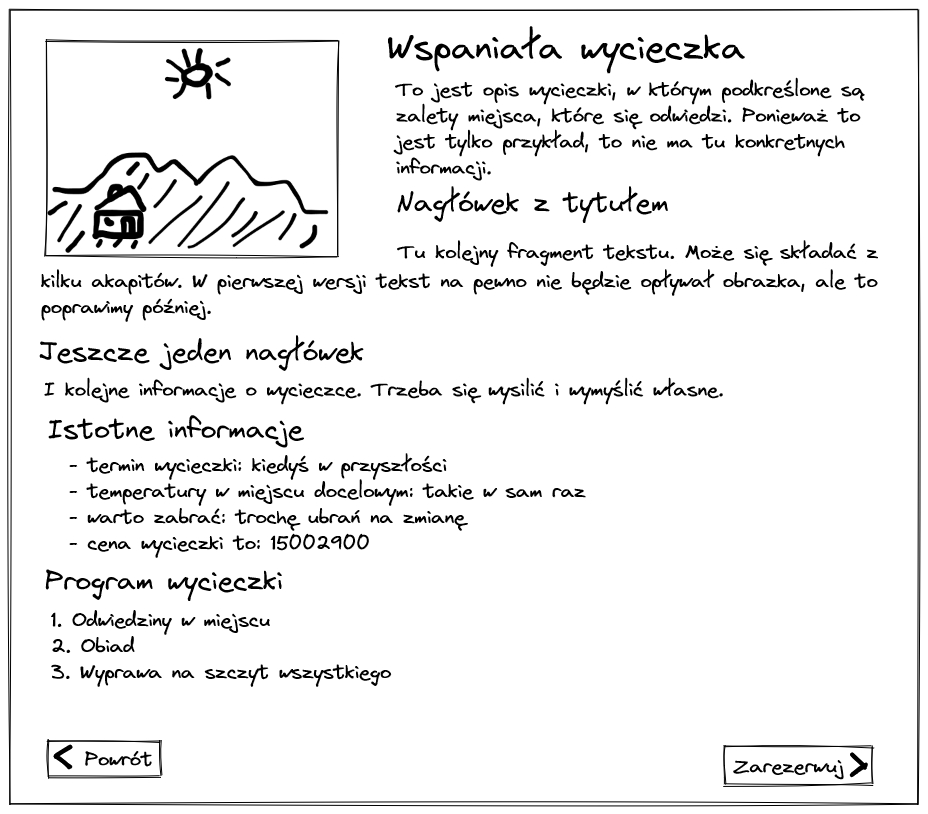 Wspaniała wycieczka
To jest opis wycieczki, w którym podkreślone są
zalety miejsca, które się odwiedzi. Ponieważ to
jest tylko przykład, to nie ma tu konkretnych
informacji.
Nagłówek z tytułem
Tu kolejny fragment tekstu. Może się składać z
kilku akapitów. W pierwszej wersji tekst na pewno nie będzie opływał obrazka, ale to
poprawimy później.
Jeszcze jeden nagłówek
I kolejne informacje o wycieczce. Trzeba się wysilić i wymyślić własne.
Istotne informacje
- termin wycieczki: kiedyś w przyszłości
- temperatury w miejscu docelowym: takie w sam raz
- warto zabrać: trochę ubrań na zmianę
- cena wycieczki to: 15002900
Program wycieczki
1. Odwiedziny w miejscu
2. Obiad
3. Wyprawa na szczyt wszystkiego
< Powrót
Zarezerwuj >